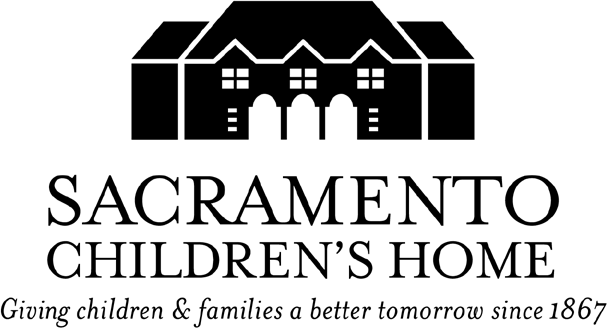 SACRAMENTO
CHILDREN'S HOME
Giving children & families a better tomorrow since 1867